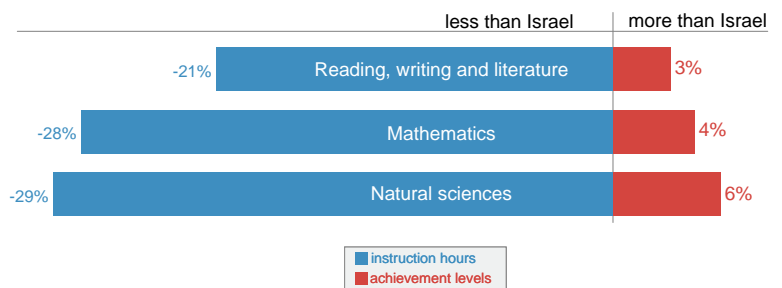 less than Israel more than Israel
-21% Reading, writing and literature 3%
-28% Mathematics 4%
-29% Natural sciences 6%
instruction hours
achievement levels